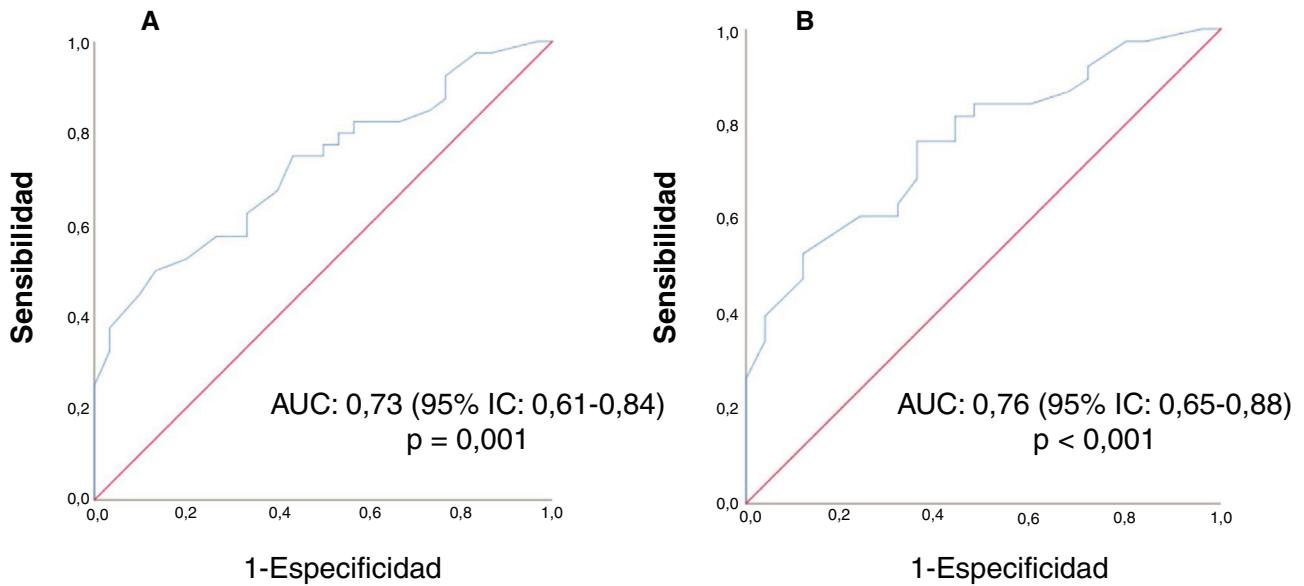 A
Sensibilidad
1,0
0,8
0,6
0,4
0,2
0,0
AUC: 0,73 (95% IC: 0,61-0,84)
p = 0,001
0,0 0,2 0,4 0,6 0,8 1,0
1-Especificidad
B
Sensibilidad
1,0
0,8
0,6
0,4
0,2
0,0
AUC: 0,76 (95% IC: 0,65-0,88)
p < 0,001
0,0 0,2 0,4 0,6 0,8 1,0
1-Especificidad